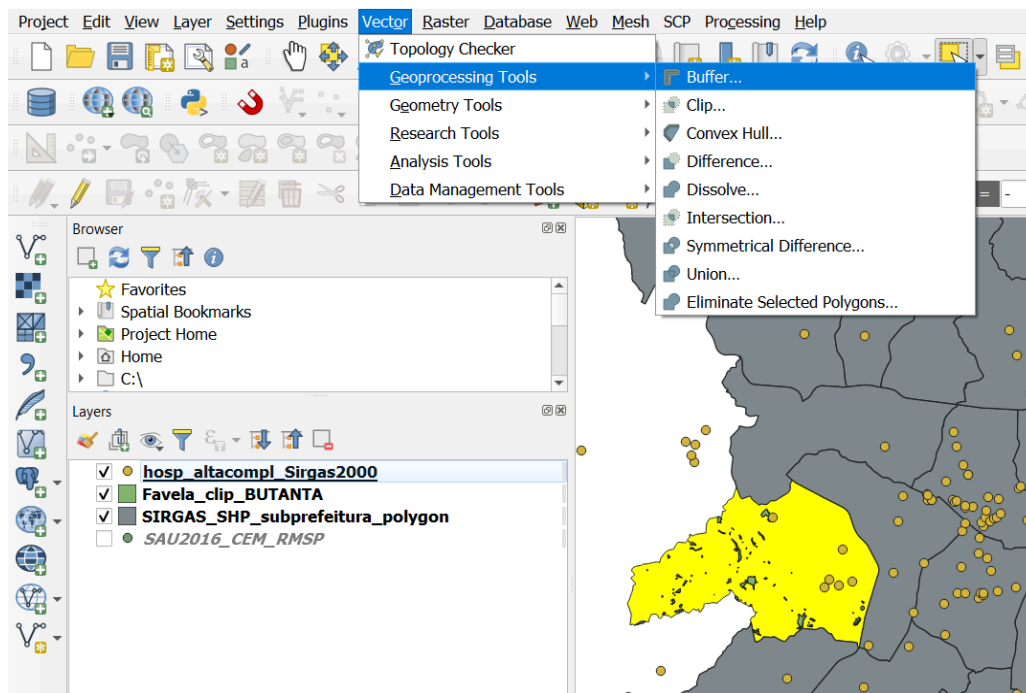 Project Edit View Layer Settings Plugins Vector Raster Database Web Mesh SCP Processing Help
Topology Checker
Geoprocessing Tools
Geometry Tools
Research Tools
Analysis Tools
Data Management Tools
Buffer...
Clip...
Convex Hull...
Difference...
Dissolve...
Intersection...
Symmetrical Difference...
Union...
Eliminate Selected Polygons...
Browser
Favorites
Spatial Bookmarks
Project Home
Home
C:\
Layers
hosp_altacompl_Sirgas2000
Favela_clip_BUTANTA
SIRGAS_SHP_subprefeitura_polygon
SAU2016_CEM_RMSP